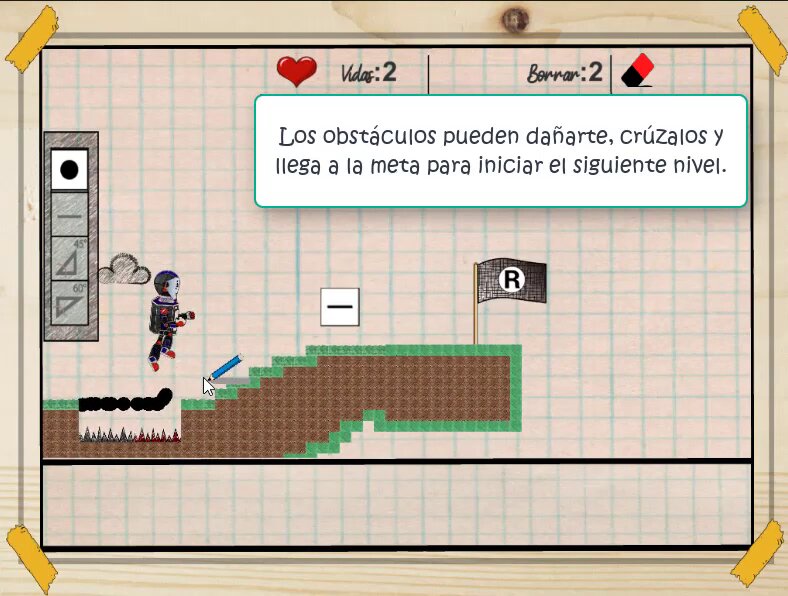 Vidas:2
Borrar:2
Los obstáculos pueden dañarte, crúzalos y
llega a la meta para iniciar el siguiente nivel.
45°
60°
R